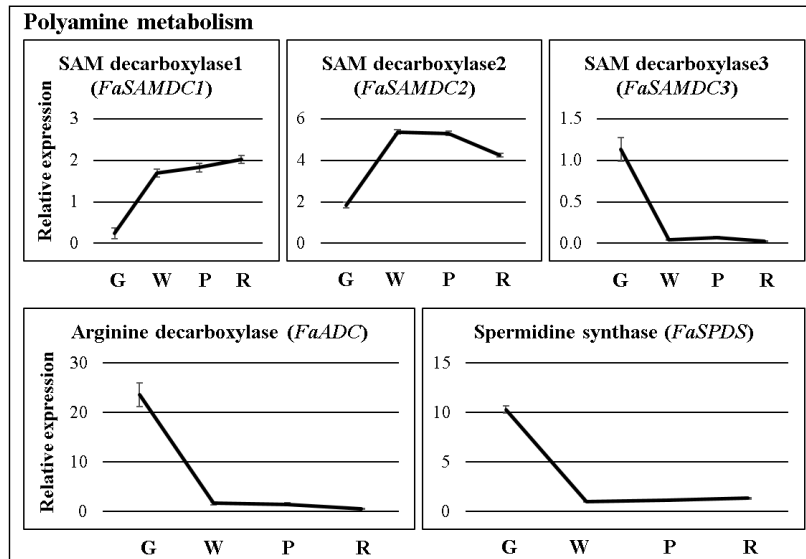 Polyamine metabolism
SAM decarboxylase1
(FaSAMDC1)
Relative expression
3
2
1
0
G W P R
SAM decarboxylase2
(FaSAMDC2)
6
4
2
0
G W P R
SAM decarboxylase3
(FaSAMDC3)
1.5
1.0
0.5
0.0
G W P R
Arginine decarboxylase (FaADC)
Relative expression
30
20
10
0
G W P R
Spermidine synthase (FaSPDS)
15
10
5
0
G W P R